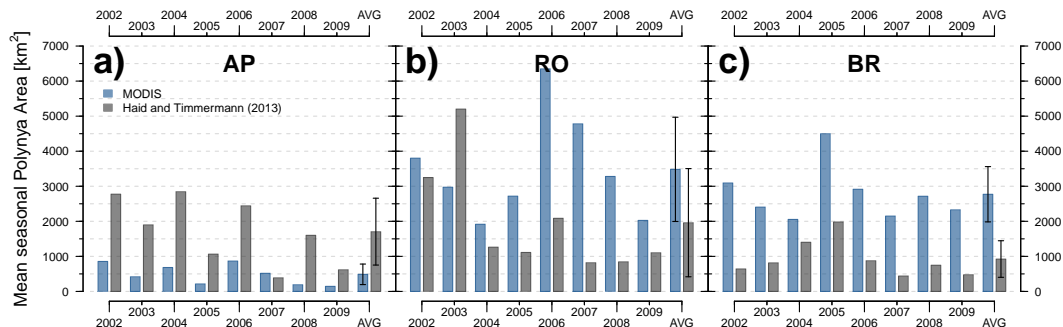 2002 2004 2006 2008 AVG 2002 2004 2006 2008 AVG 2002 2004 2006 2008 AVG
2003 2005 2007 2009 2003 2005 2007 2009 2003 2005 2007 2009
Mean seasonal Polynya Area [km²]
7000
6000
5000
4000
3000
2000
1000
0
a) AP
MODIS
Haid and Timmermann (2013)
b) RO
c) BR
7000
6000
5000
4000
3000
2000
1000
0
2003 2005 2007 2009 2003 2005 2007 2009 2003 2005 2007 2009
2002 2004 2006 2008 AVG 2002 2004 2006 2008 AVG 2002 2004 2006 2008 AVG